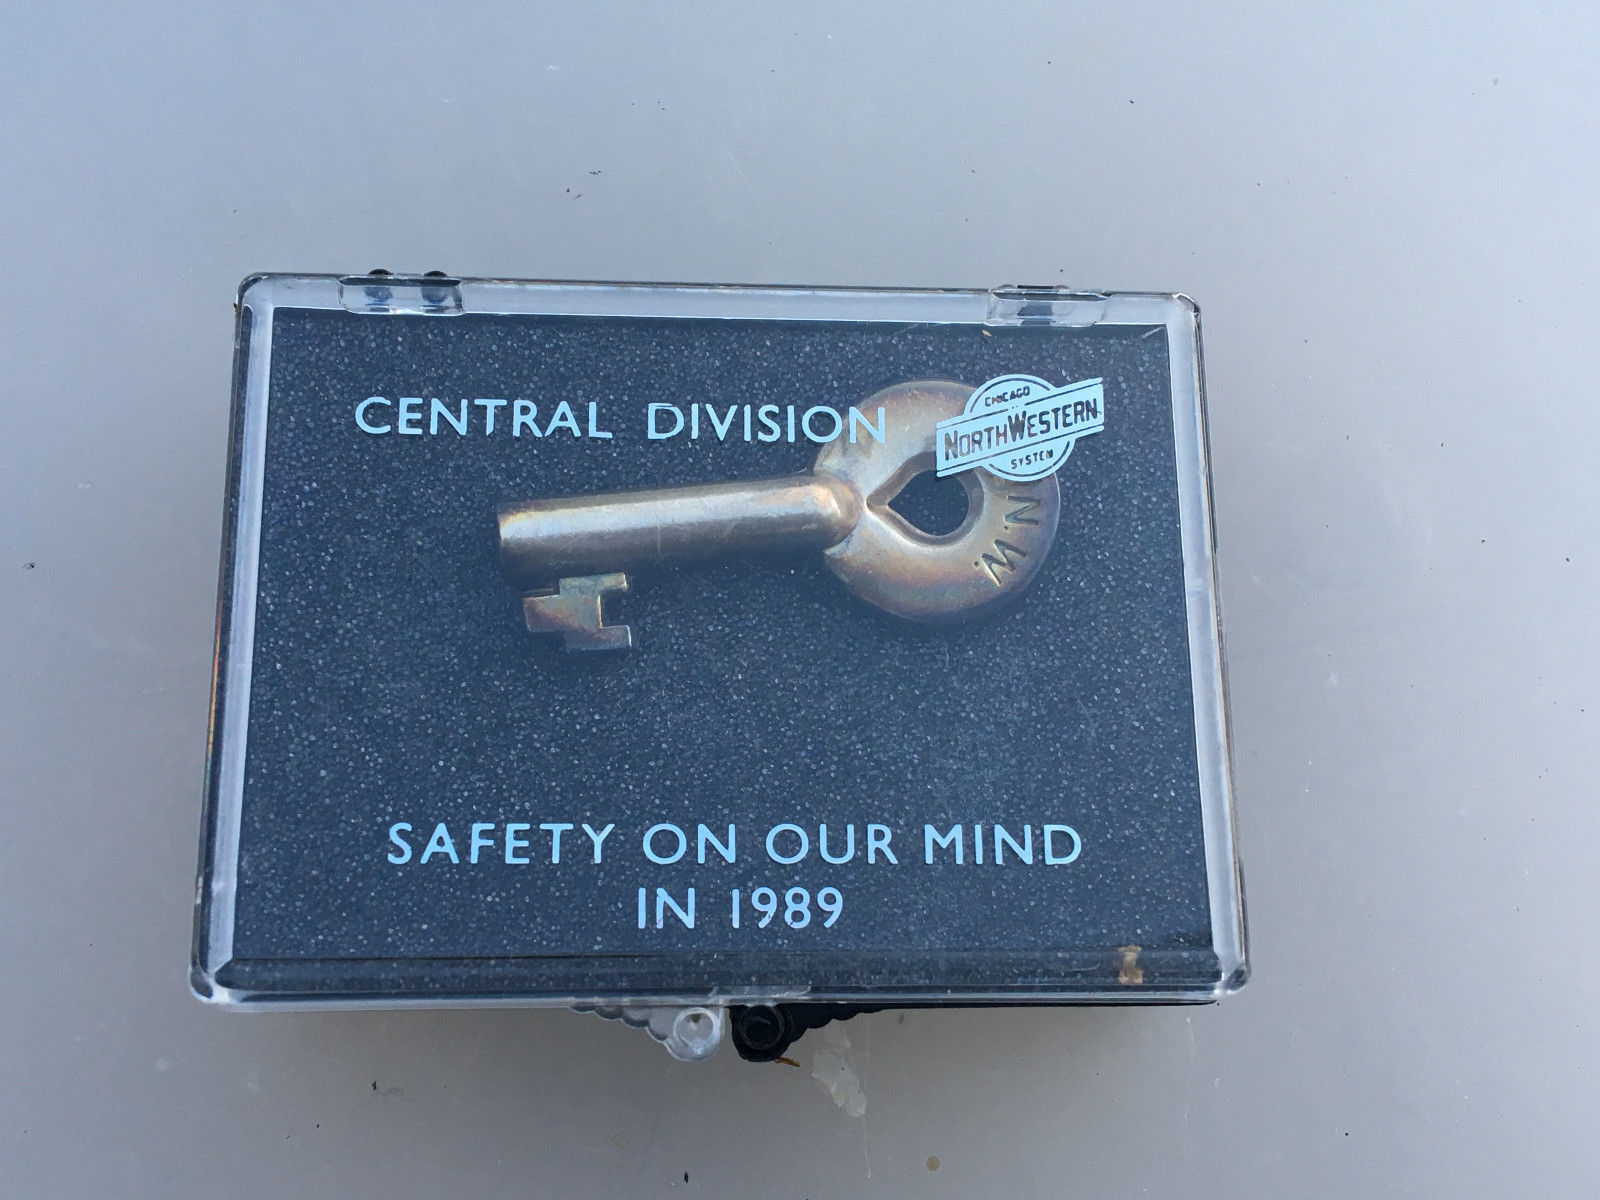 CENTRAL DIVISION
CHICAGO
NORTHWESTERN
SYSTEM
N.W.
SAFETY ON OUR MIND
IN 1989